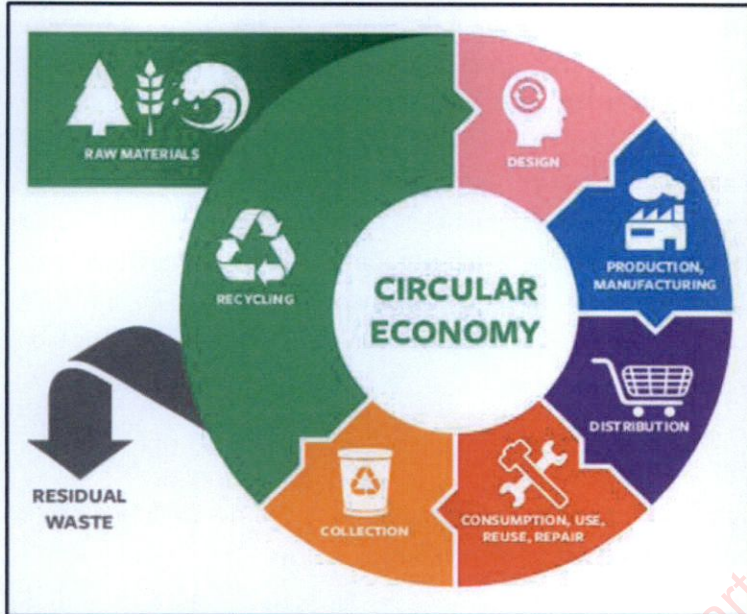 RAW MATERIALS
DESIGN
PRODUCTION,
MANUFACTURING
RECYCLING
CIRCULAR
ECONOMY
DISTRIBUTION
RESIDUAL
WASTE
COLLECTION
CONSUMPTION, USE,
REUSE, REPAIR